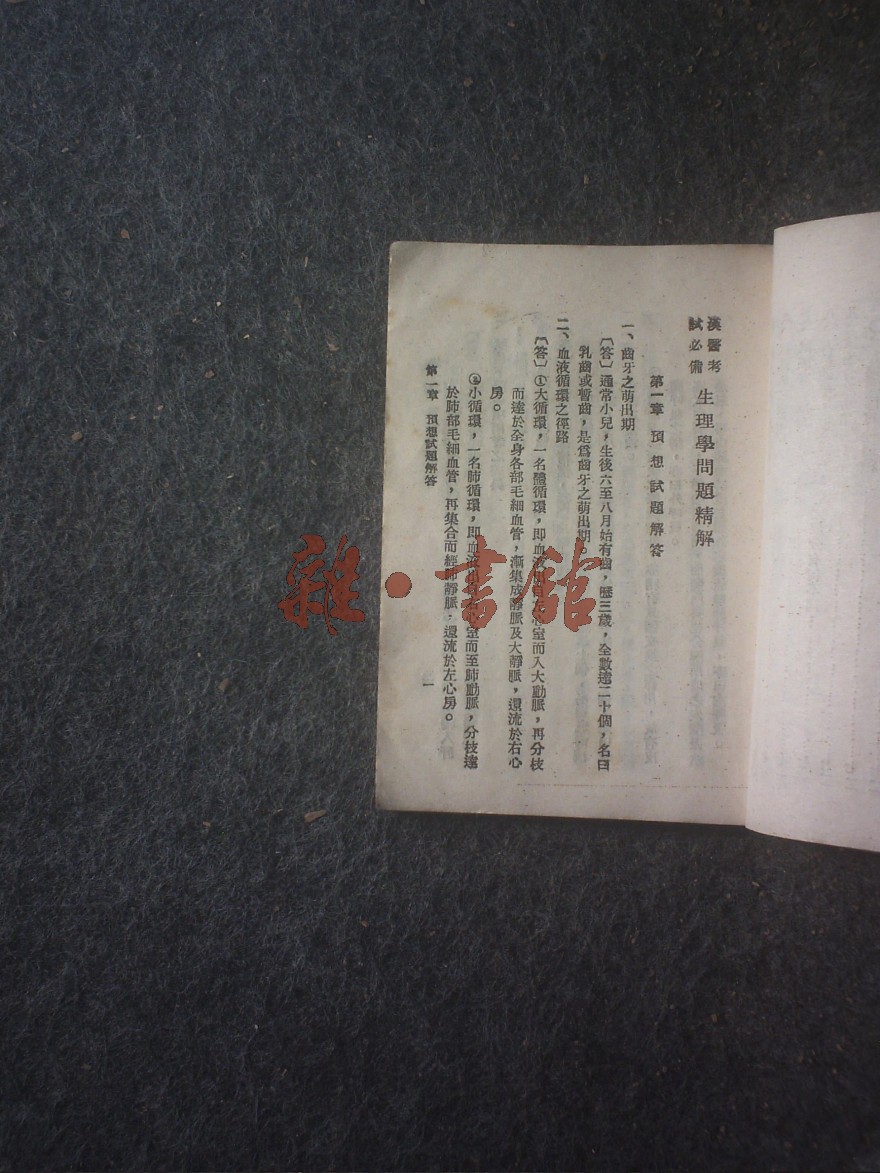 漢醫考試必備 生理學問題精解
第一章 預想試題解答
一、齒牙之萌出期
〔答〕通常小兒，生後六至八月始有齒，歷三歲，全數達二十個，名曰
乳齒或暫齒，是爲齒牙之萌出期。
二、血液循環之徑路
〔答〕①大循環，一名體循環，即血液 左心室而入大動脈，再分枝
而達於全身各部毛細血管，漸集成靜脈及大靜脈，還流於右心
房。
②小循環，一名肺循環，即血液 心室而至肺動脈，分枝達
於肺部毛細血管，再集合而經肺靜脈，還流於左心房。
第一章 預想試題解答
一
雜·書館